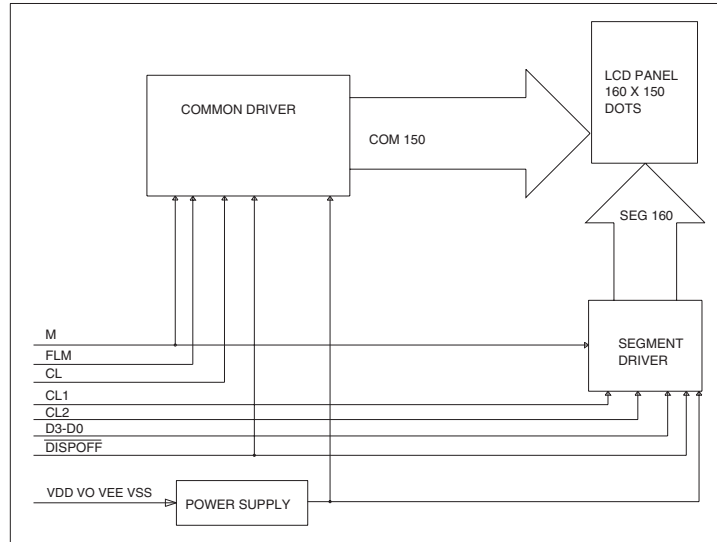 COMMON DRIVER
COM 150
LCD PANEL
160 X 150
DOTS
SEG 160
SEGMENT
DRIVER
M
FLM
CL
CL1
CL2
D3-D0
DISPOFF
VDD VO VEE VSS
POWER SUPPLY